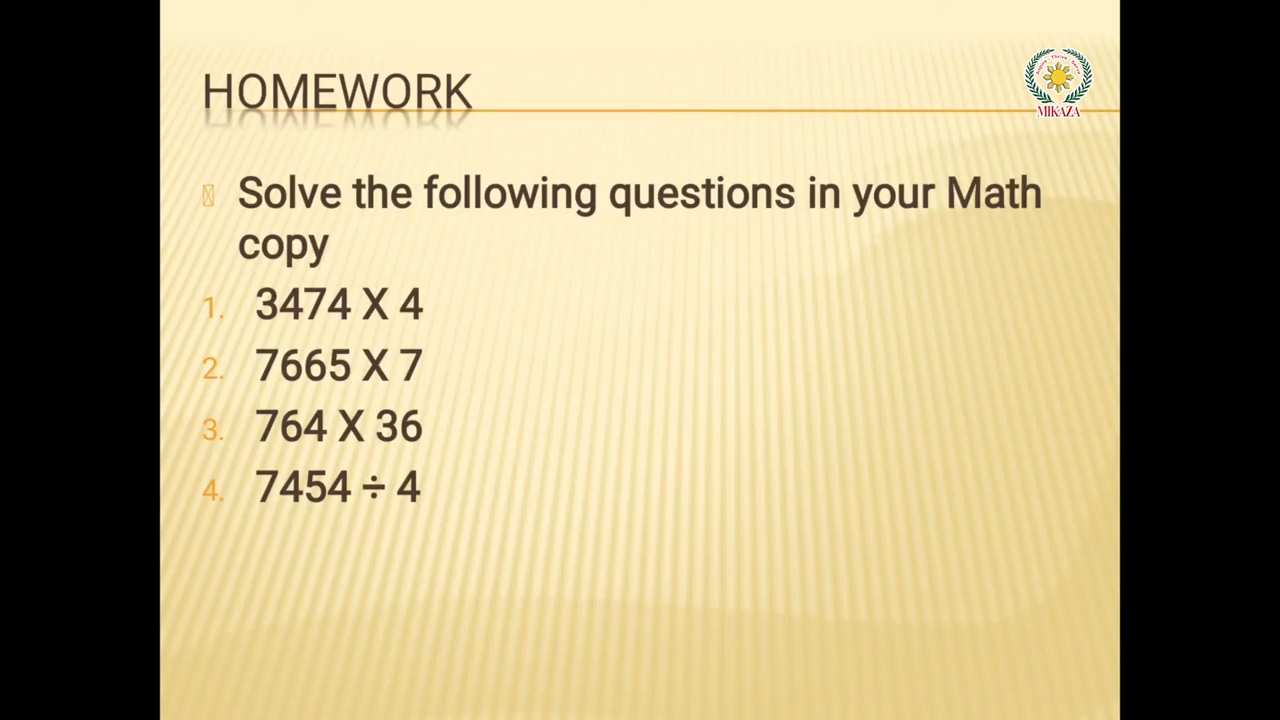 HOMEWORK
MIKAZA
Solve the following questions in your Math
copy
1. 3474 X 4
2. 7665 X 7
3. 764 X 36
4. 7454 ÷ 4